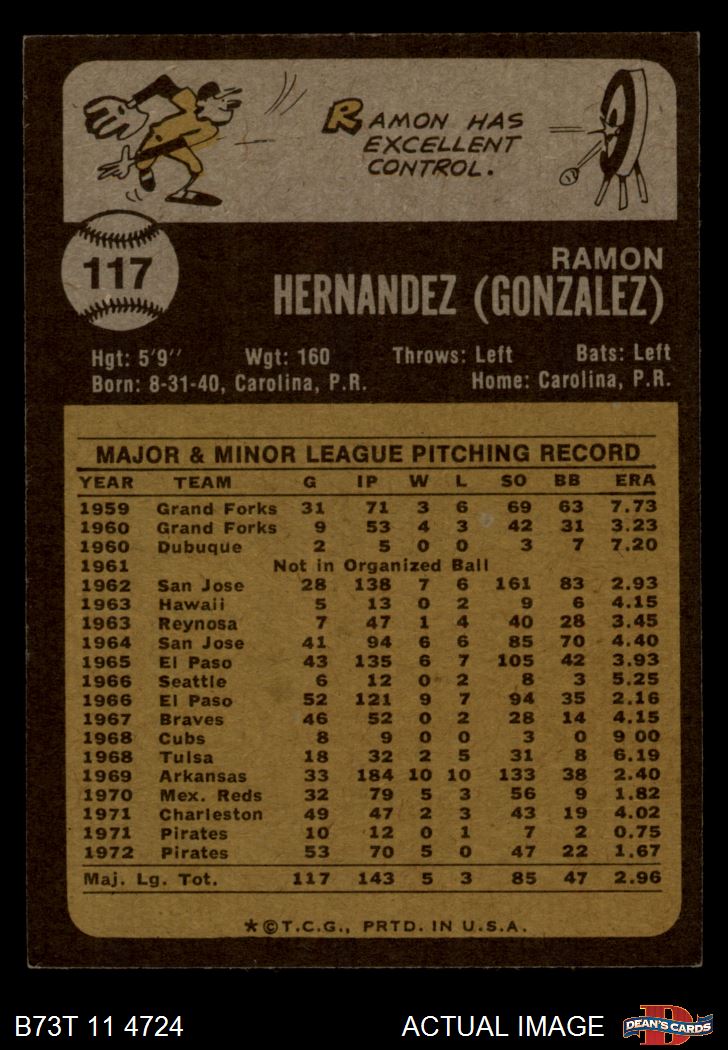 RAMON HAS
EXCELLENT
CONTROL.
117
RAMON
HERNANDEZ (GONZALEZ)
Hgt: 5'9" Wgt: 160 Throws: Left Bats: Left
Born: 8-31-40, Carolina, P.R. Home: Carolina, P.R.
MAJOR & MINOR LEAGUE PITCHING RECORD
YEAR TEAM G IP W L SO BB ERA
1959 Grand Forks 31 71 3 6 69 63 7.73
1960 Grand Forks 9 53 4 3 42 31 3.23
1960 Dubuque 2 5 0 0 3 7 7.20
1961 Not in Organized Ball
1962 San Jose 28 138 7 6 161 83 2.93
1963 Hawaii 5 13 0 2 9 6 4.15
1963 Reynosa 7 47 1 4 40 28 3.45
1964 San Jose 41 94 6 6 85 70 4.40
1965 El Paso 43 135 6 7 105 42 3.93
1966 Seattle 6 12 0 2 8 3 5.25
1966 El Paso 52 121 9 7 94 35 2.16
1967 Braves 46 52 0 2 28 14 4.15
1968 Cubs 8 9 0 0 3 0 9 00
1968 Tulsa 18 32 2 5 31 8 6.19
1969 Arkansas 33 184 10 10 133 38 2.40
1970 Mex. Reds 32 79 5 3 56 9 1.82
1971 Charleston 49 47 2 3 43 19 4.02
1971 Pirates 10 12 0 1 7 2 0.75
1972 Pirates 53 70 5 0 47 22 1.67
Maj. Lg. Tot. 117 143 5 3 85 47 2.96
*©T.C.G., PRTD. IN U.S.A.
B73T 11 4724 ACTUAL IMAGE DEAN'S CARDS